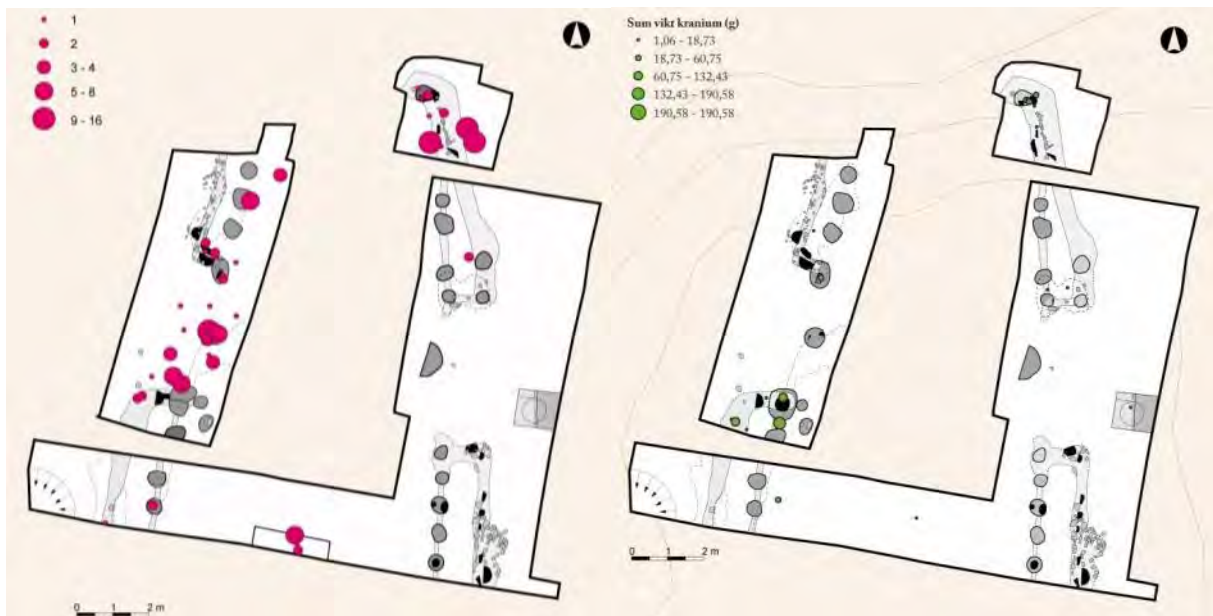 1
2
3 - 4
5 - 8
9 - 16
0 1 2 m
Sum vikt kranium (g)
1,06 - 18,73
18,73 - 60,75
60,75 - 132,43
132,43 - 190,58
190,58 - 190,58
0 1 2 m